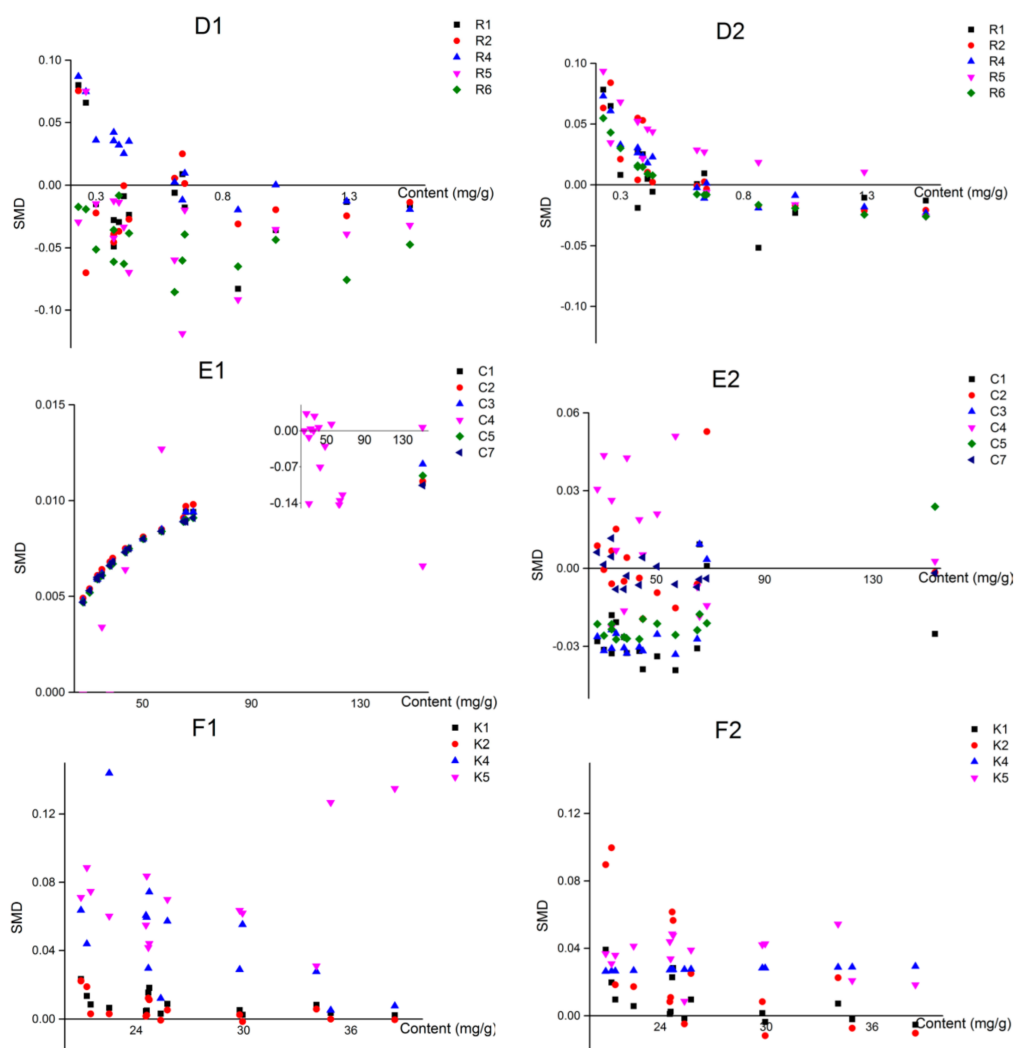 D1
R1
R2
R4
R5
R6
0.10
0.05
0.00
-0.05
-0.10
SMD
0.3
0.8
1.3
Content (mg/g)
D2
R1
R2
R4
R5
R6
0.10
0.05
0.00
-0.05
-0.10
SMD
0.3
0.8
1.3
Content (mg/g)
E1
C1
C2
C3
C4
C5
C7
0.015
0.010
0.005
0.000
SMD
50
90
130
Content (mg/g)
0.00
-0.07
-0.14
50
90
130
E2
C1
C2
C3
C4
C5
C7
0.06
0.03
0.00
-0.03
SMD
50
90
130
Content (mg/g)
F1
K1
K2
K4
K5
0.12
0.08
0.04
0.00
SMD
24
30
36
Content (mg/g)
F2
K1
K2
K4
K5
0.12
0.08
0.04
0.00
SMD
24
30
36
Content (mg/g)